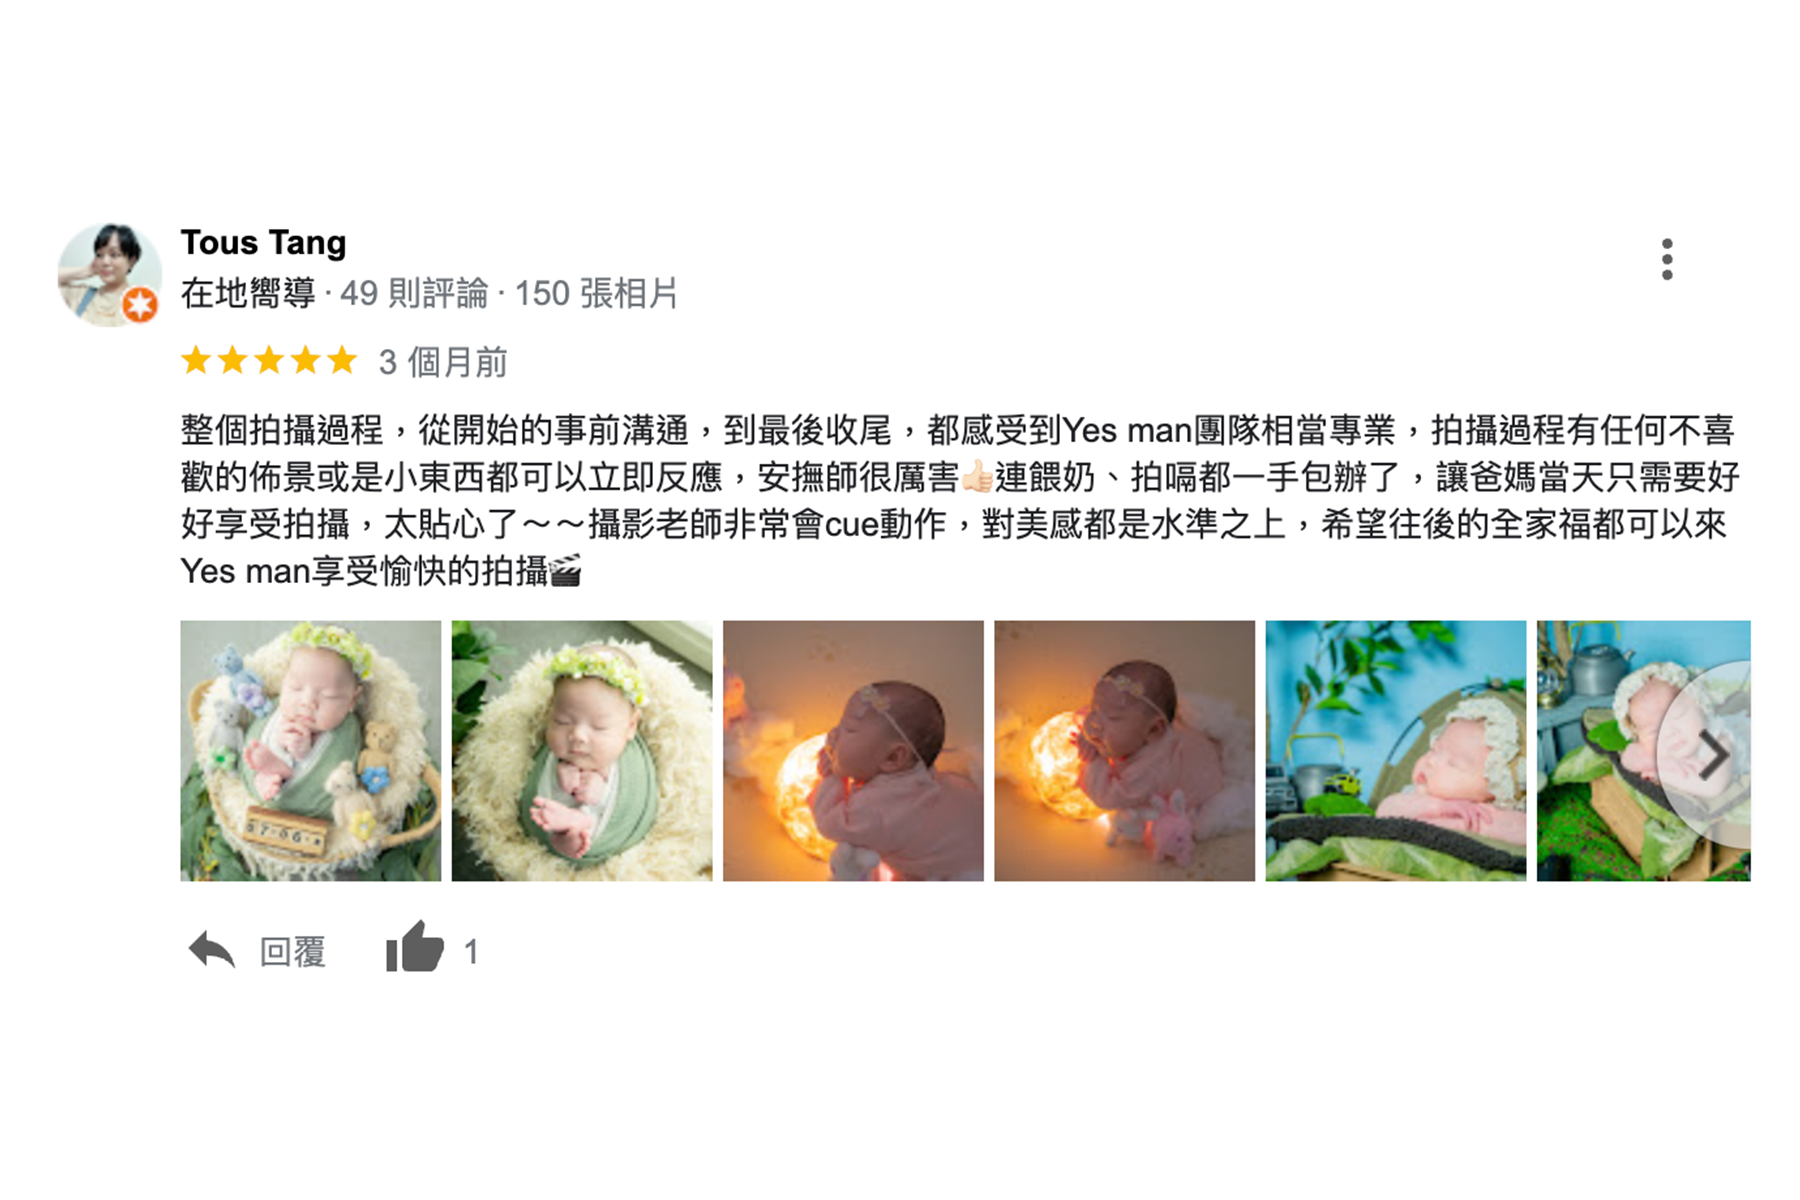 Tous Tang
在地嚮導 · 49 則評論 · 150 張相片
3 個月前
整個拍攝過程，從開始的事前溝通，到最後收尾，都感受到Yes man團隊相當專業，拍攝過程有任何不喜
歡的佈景或是小東西都可以立即反應，安撫師很厲害👍🏻連餵奶、拍嗝都一手包辦了，讓爸媽當天只需要好
好享受拍攝，太貼心了～～攝影老師非常會cue動作，對美感都是水準之上，希望往後的全家福都可以來
Yes man享受愉快的拍攝🎬
回覆
1